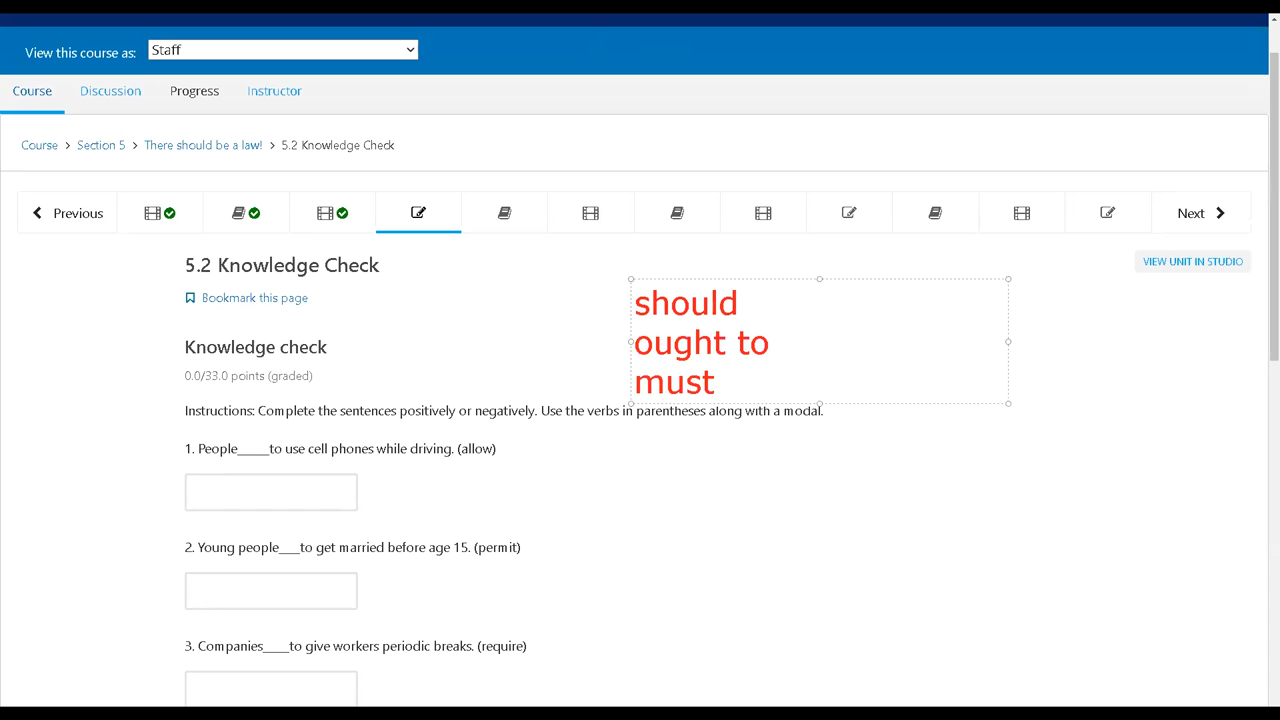 View this course as: Staff
Course Discussion Progress Instructor
Course > Section 5 > There should be a law! > 5.2 Knowledge Check
Previous Next
5.2 Knowledge Check
VIEW UNIT IN STUDIO
Bookmark this page
should
ought to
must
Knowledge check
0.0/33.0 points (graded)
Instructions: Complete the sentences positively or negatively. Use the verbs in parentheses along with a modal.
1. People_____to use cell phones while driving. (allow)
2. Young people___to get married before age 15. (permit)
3. Companies____to give workers periodic breaks. (require)